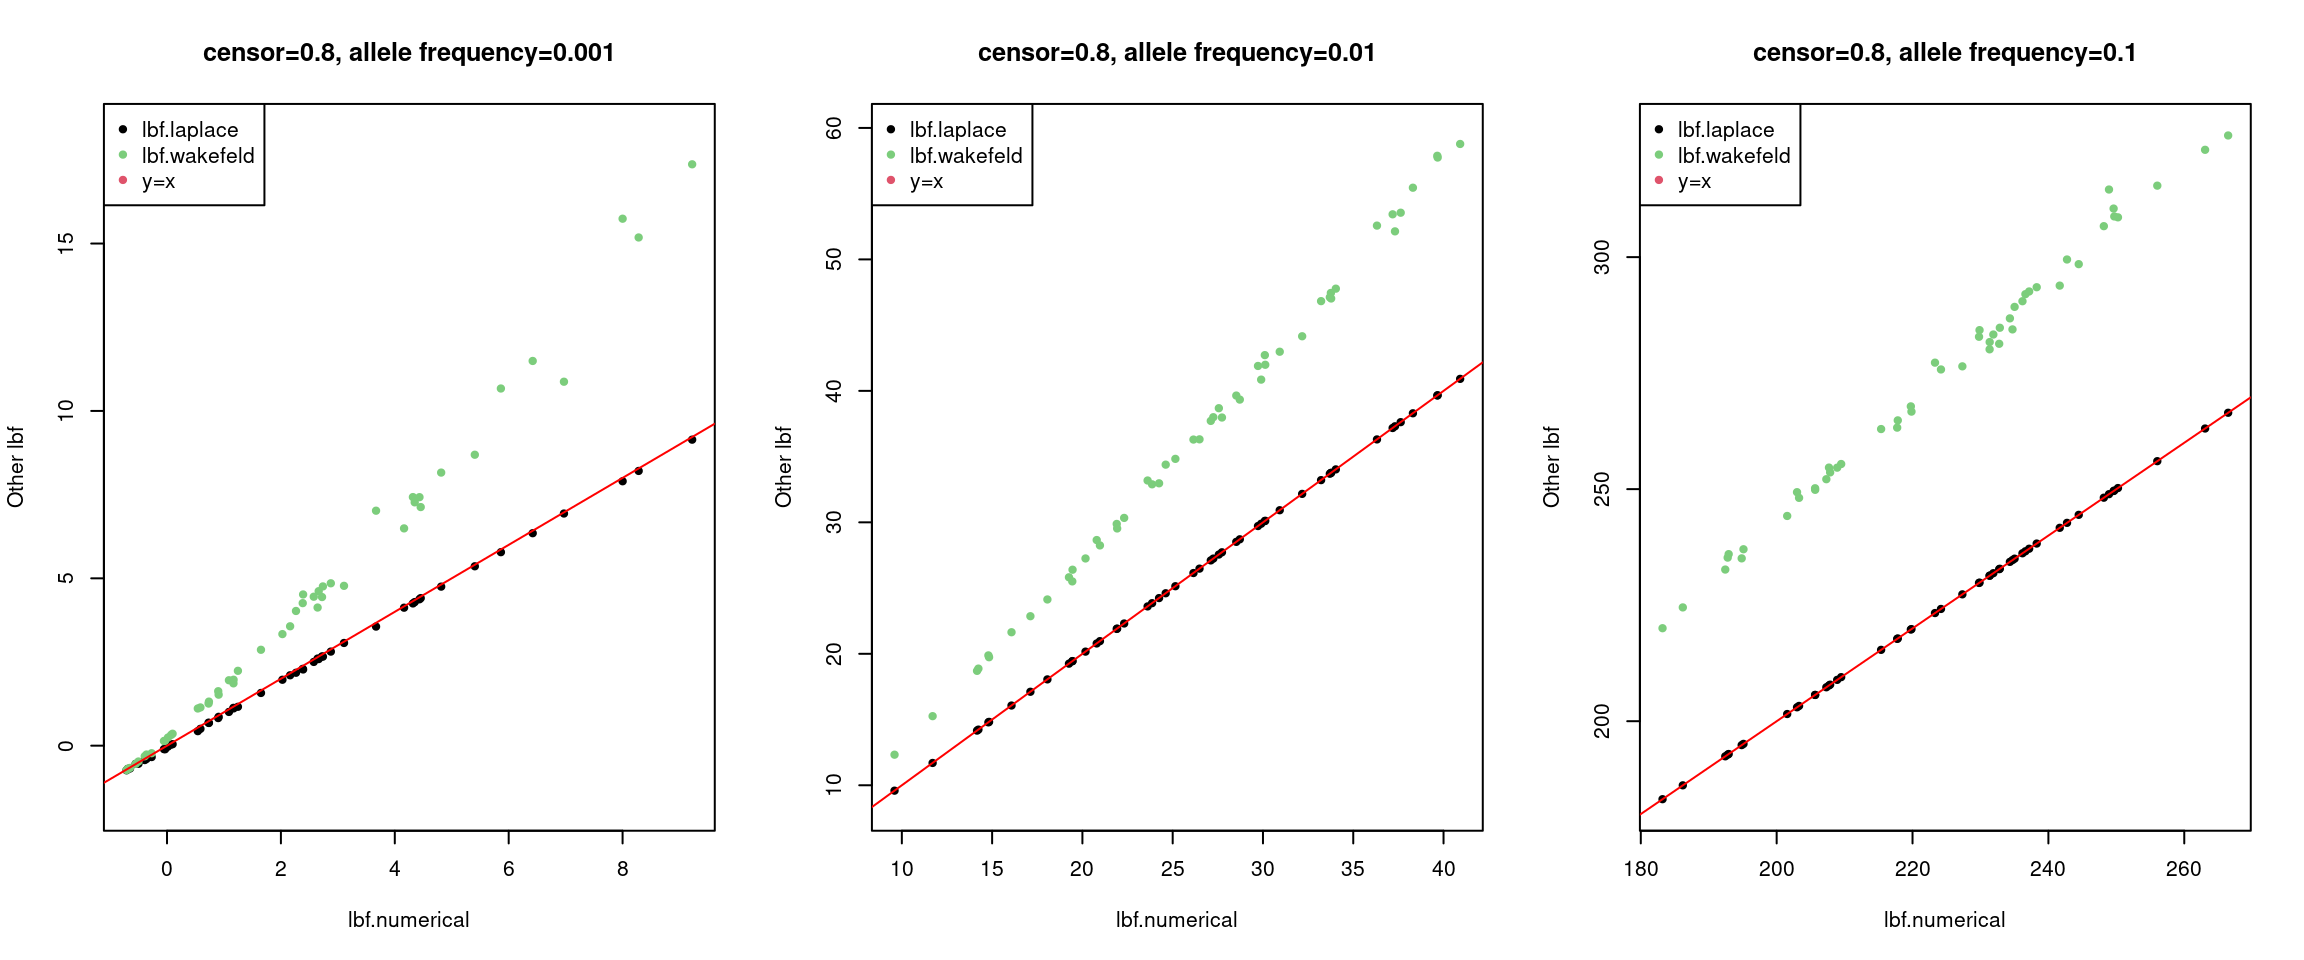 censor=0.8, allele frequency=0.001
lbf.laplace
lbf.wakefeld
y=x
Other lbf
15
10
5
0
0 2 4 6 8
lbf.numerical
censor=0.8, allele frequency=0.01
lbf.laplace
lbf.wakefeld
y=x
Other lbf
60
50
40
30
20
10
10 15 20 25 30 35 40
lbf.numerical
censor=0.8, allele frequency=0.1
lbf.laplace
lbf.wakefeld
y=x
Other lbf
300
250
200
180 200 220 240 260
lbf.numerical